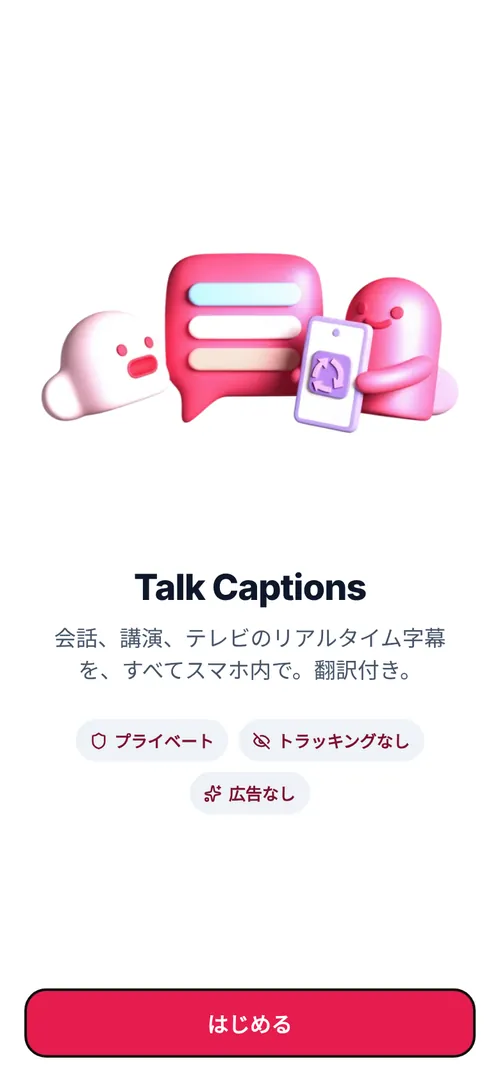 Talk Captions
会話、講演、テレビのリアルタイム字幕
を、すべてスマホ内で。翻訳付き。
プライベート
トラッキングなし
広告なし
はじめる